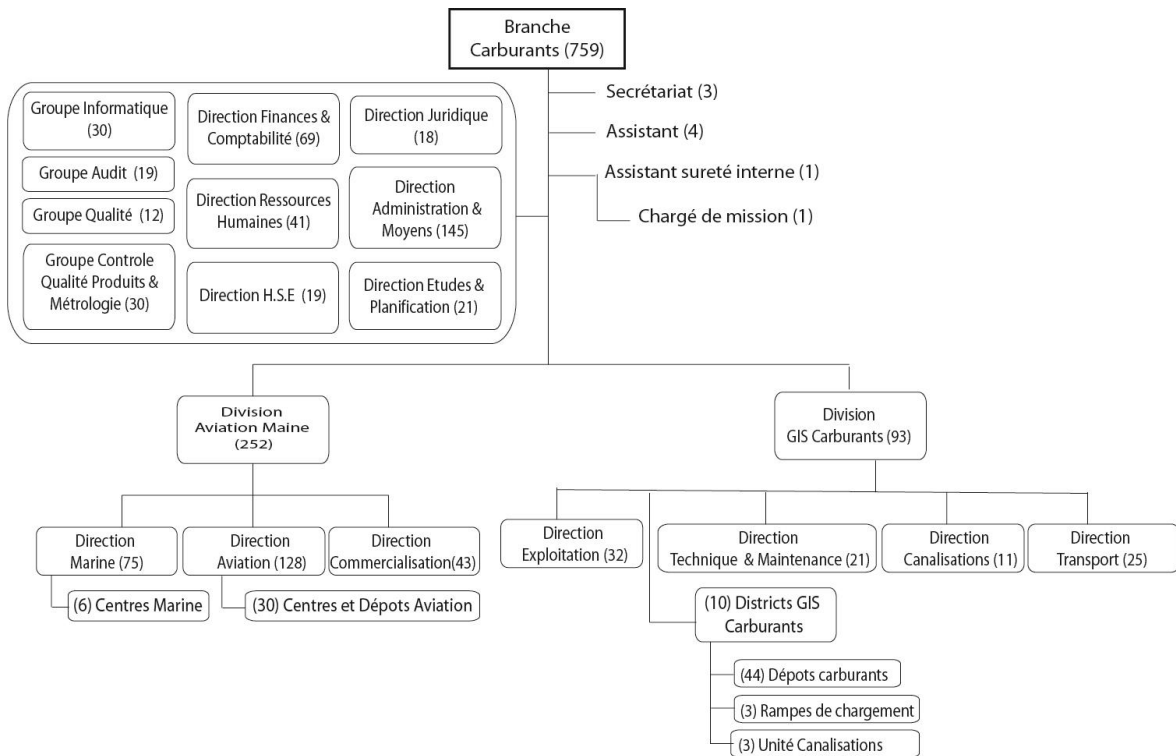 Branche
Carburants (759)
Secrétariat (3)
Assistant (4)
Assistant sureté interne (1)
Chargé de mission (1)
Groupe Informatique
(30)
Groupe Audit (19)
Groupe Qualité (12)
Groupe Controle
Qualité Produits &
Métrologie (30)
Direction Finances &
Comptabilité (69)
Direction Ressources
Humaines (41)
Direction H.S.E (19)
Direction Juridique
(18)
Direction
Administration &
Moyens (145)
Direction Etudes &
Planification (21)
Division
Aviation Maine
(252)
Division
GIS Carburants (93)
Direction
Marine (75)
Direction
Aviation (128)
Direction
Commercialisation(43)
(6) Centres Marine
(30) Centres et Dépots Aviation
Direction
Exploitation (32)
Direction
Technique & Maintenance (21)
Direction
Canalisations (11)
Direction
Transport (25)
(10) Districts GIS
Carburants
(44) Dépots carburants
(3) Rampes de chargement
(3) Unité Canalisations